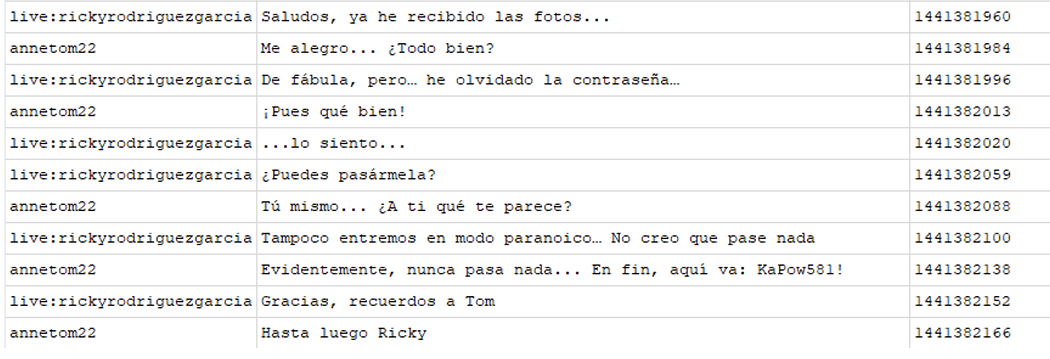 live:rickyrodriguezgarcia Saludos, ya he recibido las fotos... 1441381960
annetom22 Me alegro... ¿Todo bien? 1441381984
live:rickyrodriguezgarcia De fábula, pero… he olvidado la contraseña… 1441381996
annetom22 ¡Pues qué bien! 1441382013
live:rickyrodriguezgarcia ...lo siento... 1441382020
live:rickyrodriguezgarcia ¿Puedes pasármela? 1441382059
annetom22 Tú mismo... ¿A ti qué te parece? 1441382088
live:rickyrodriguezgarcia Tampoco entremos en modo paranoico… No creo que pase nada 1441382100
annetom22 Evidentemente, nunca pasa nada... En fin, aquí va: KaPow581! 1441382138
live:rickyrodriguezgarcia Gracias, recuerdos a Tom 1441382152
annetom22 Hasta luego Ricky 1441382166